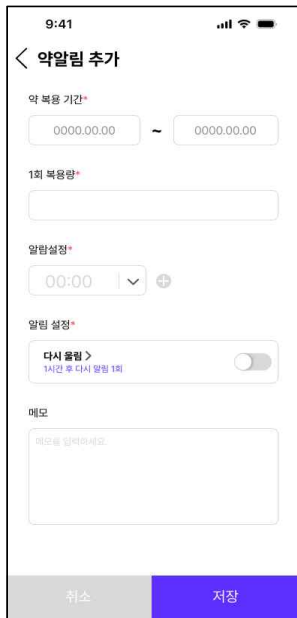 9:41
약알림 추가
약 복용 기간*
0000.00.00 ~ 0000.00.00
1회 복용량*
알람설정*
00:00
알림 설정*
다시 울림 >
1시간 후 다시 알림 1회
메모
메모을 입력하세요.
취소 저장